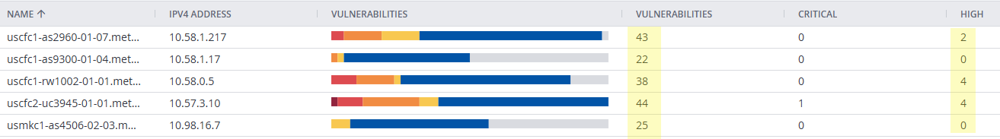 NAME ↑ IPV4 ADDRESS VULNERABILITIES VULNERABILITIES CRITICAL HIGH
uscfc1-as2960-01-07.met... 10.58.1.217 43 0 2
uscfc1-as9300-01-04.met... 10.58.1.17 22 0 0
uscfc1-rw1002-01-01.met... 10.58.0.5 38 0 4
uscfc2-uc3945-01-01.met... 10.57.3.10 44 1 4
usmkc1-as4506-02-03.m... 10.98.16.7 25 0 0